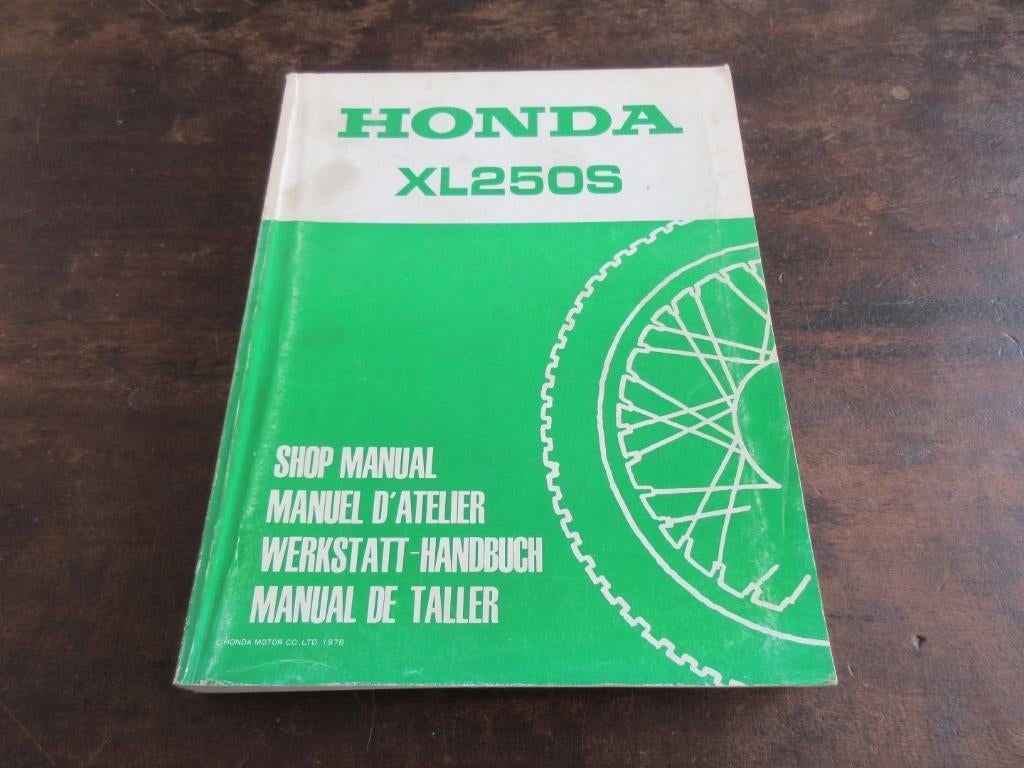 HONDA
XL250S
SHOP MANUAL
MANUEL D'ATELIER
WERKSTATT-HANDBUCH
MANUAL DE TALLER
© HONDA MOTOR CO., LTD. 1978